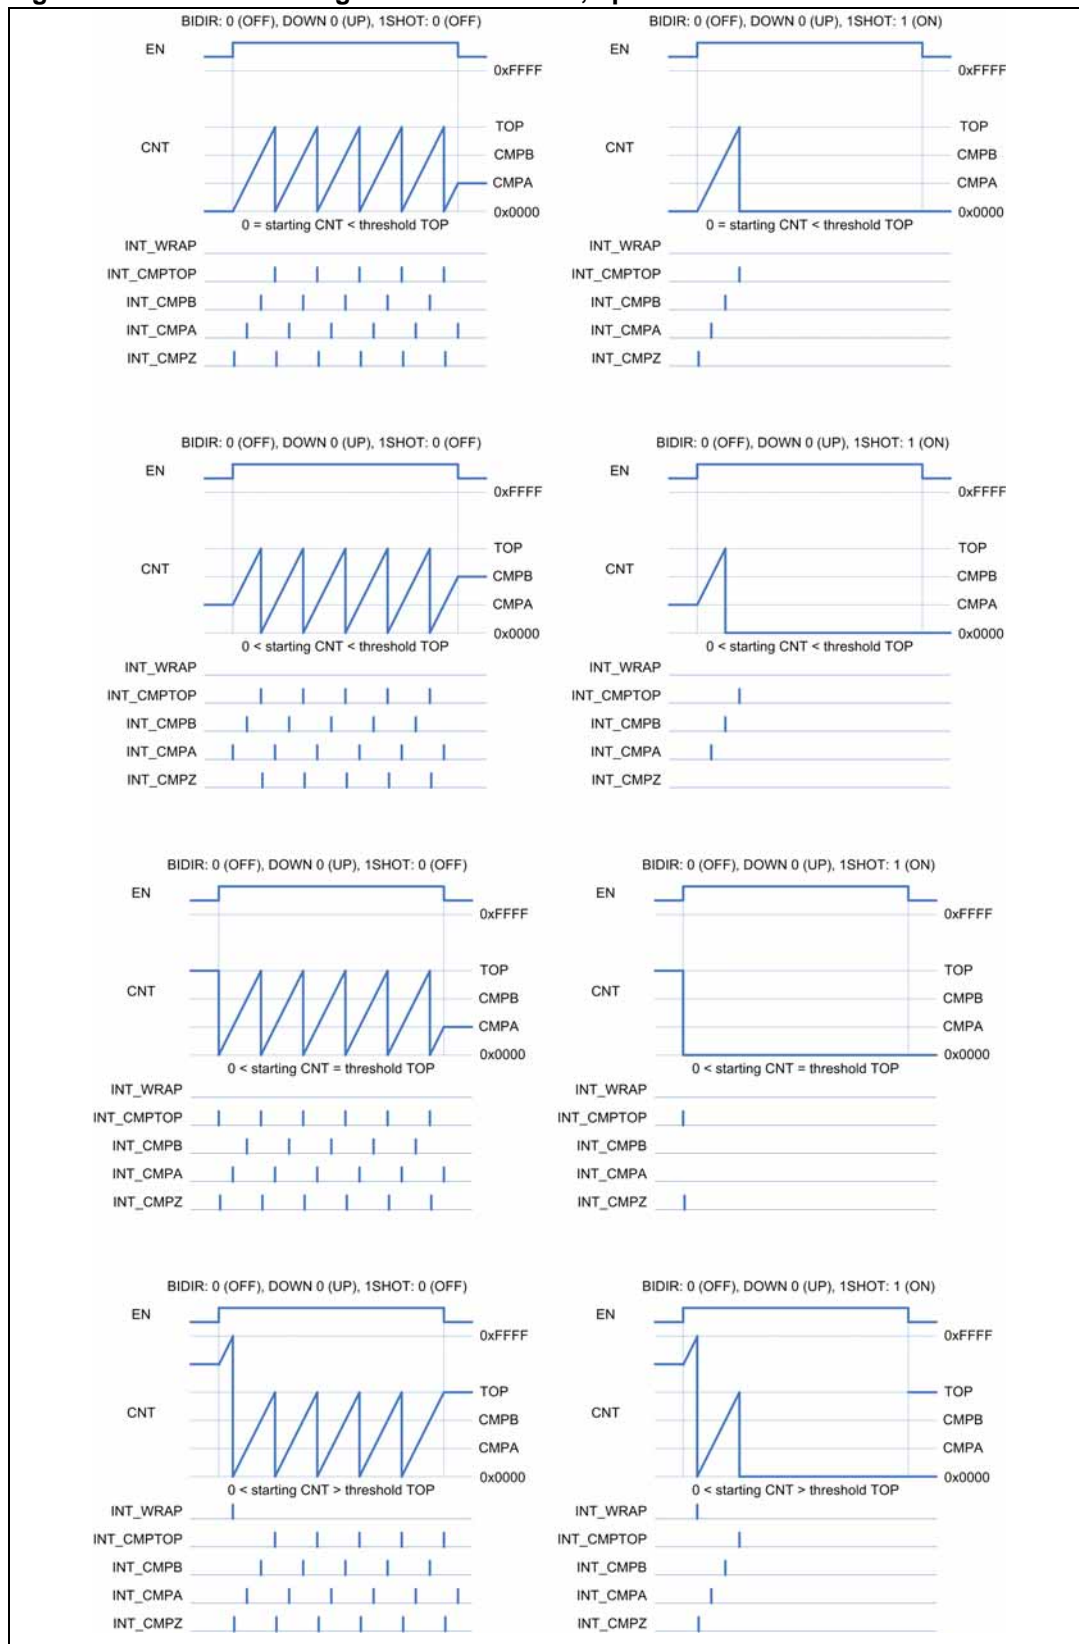 BIDIR: 0 (OFF), DOWN 0 (UP), 1SHOT: 0 (OFF)
EN
0xFFFF
TOP
CNT
CMPB
CMPA
0x0000
0 = starting CNT < threshold TOP
INT_WRAP
INT_CMPTOP
INT_CMPB
INT_CMPA
INT_CMPZ
BIDIR: 0 (OFF), DOWN 0 (UP), 1SHOT: 1 (ON)
EN
0xFFFF
TOP
CNT
CMPB
CMPA
0x0000
0 = starting CNT < threshold TOP
INT_WRAP
INT_CMPTOP
INT_CMPB
INT_CMPA
INT_CMPZ
BIDIR: 0 (OFF), DOWN 0 (UP), 1SHOT: 0 (OFF)
EN
0xFFFF
TOP
CNT
CMPB
CMPA
0x0000
0 < starting CNT < threshold TOP
INT_WRAP
INT_CMPTOP
INT_CMPB
INT_CMPA
INT_CMPZ
BIDIR: 0 (OFF), DOWN 0 (UP), 1SHOT: 1 (ON)
EN
0xFFFF
TOP
CNT
CMPB
CMPA
0x0000
0 < starting CNT < threshold TOP
INT_WRAP
INT_CMPTOP
INT_CMPB
INT_CMPA
INT_CMPZ
BIDIR: 0 (OFF), DOWN 0 (UP), 1SHOT: 0 (OFF)
EN
0xFFFF
TOP
CNT
CMPB
CMPA
0x0000
0 < starting CNT = threshold TOP
INT_WRAP
INT_CMPTOP
INT_CMPB
INT_CMPA
INT_CMPZ
BIDIR: 0 (OFF), DOWN 0 (UP), 1SHOT: 1 (ON)
EN
0xFFFF
TOP
CNT
CMPB
CMPA
0x0000
0 < starting CNT = threshold TOP
INT_WRAP
INT_CMPTOP
INT_CMPB
INT_CMPA
INT_CMPZ
BIDIR: 0 (OFF), DOWN 0 (UP), 1SHOT: 0 (OFF)
EN
0xFFFF
TOP
CNT
CMPB
CMPA
0x0000
0 < starting CNT > threshold TOP
INT_WRAP
INT_CMPTOP
INT_CMPB
INT_CMPA
INT_CMPZ
BIDIR: 0 (OFF), DOWN 0 (UP), 1SHOT: 1 (ON)
EN
0xFFFF
TOP
CNT
CMPB
CMPA
0x0000
0 < starting CNT > threshold TOP
INT_WRAP
INT_CMPTOP
INT_CMPB
INT_CMPA
INT_CMPZ